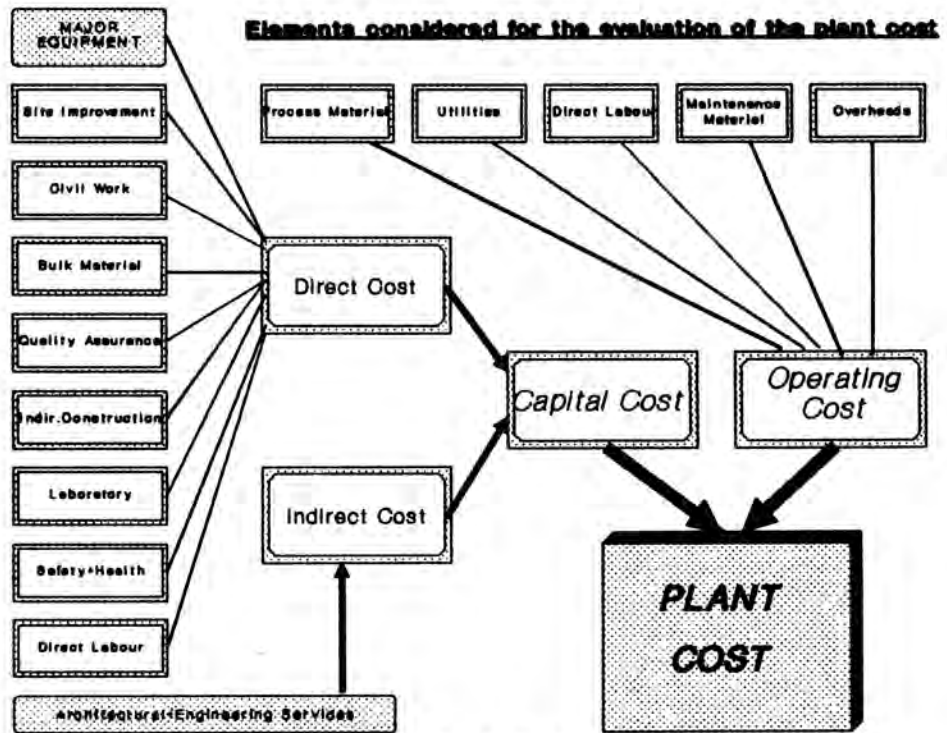 Elements considered for the evaluation of the plant cost
MAJOR
EQUIPMENT
Site Improvement
Civil Work
Bulk Material
Quality Assurance
Indir.Construction
Laboratory
Safety+Health
Direct Labour
Architectural+Engineering Services
Process Material
Utilities
Direct Labour
Maintenance
Material
Overheads
Direct Cost
Indirect Cost
Capital Cost
Operating
Cost
PLANT
COST